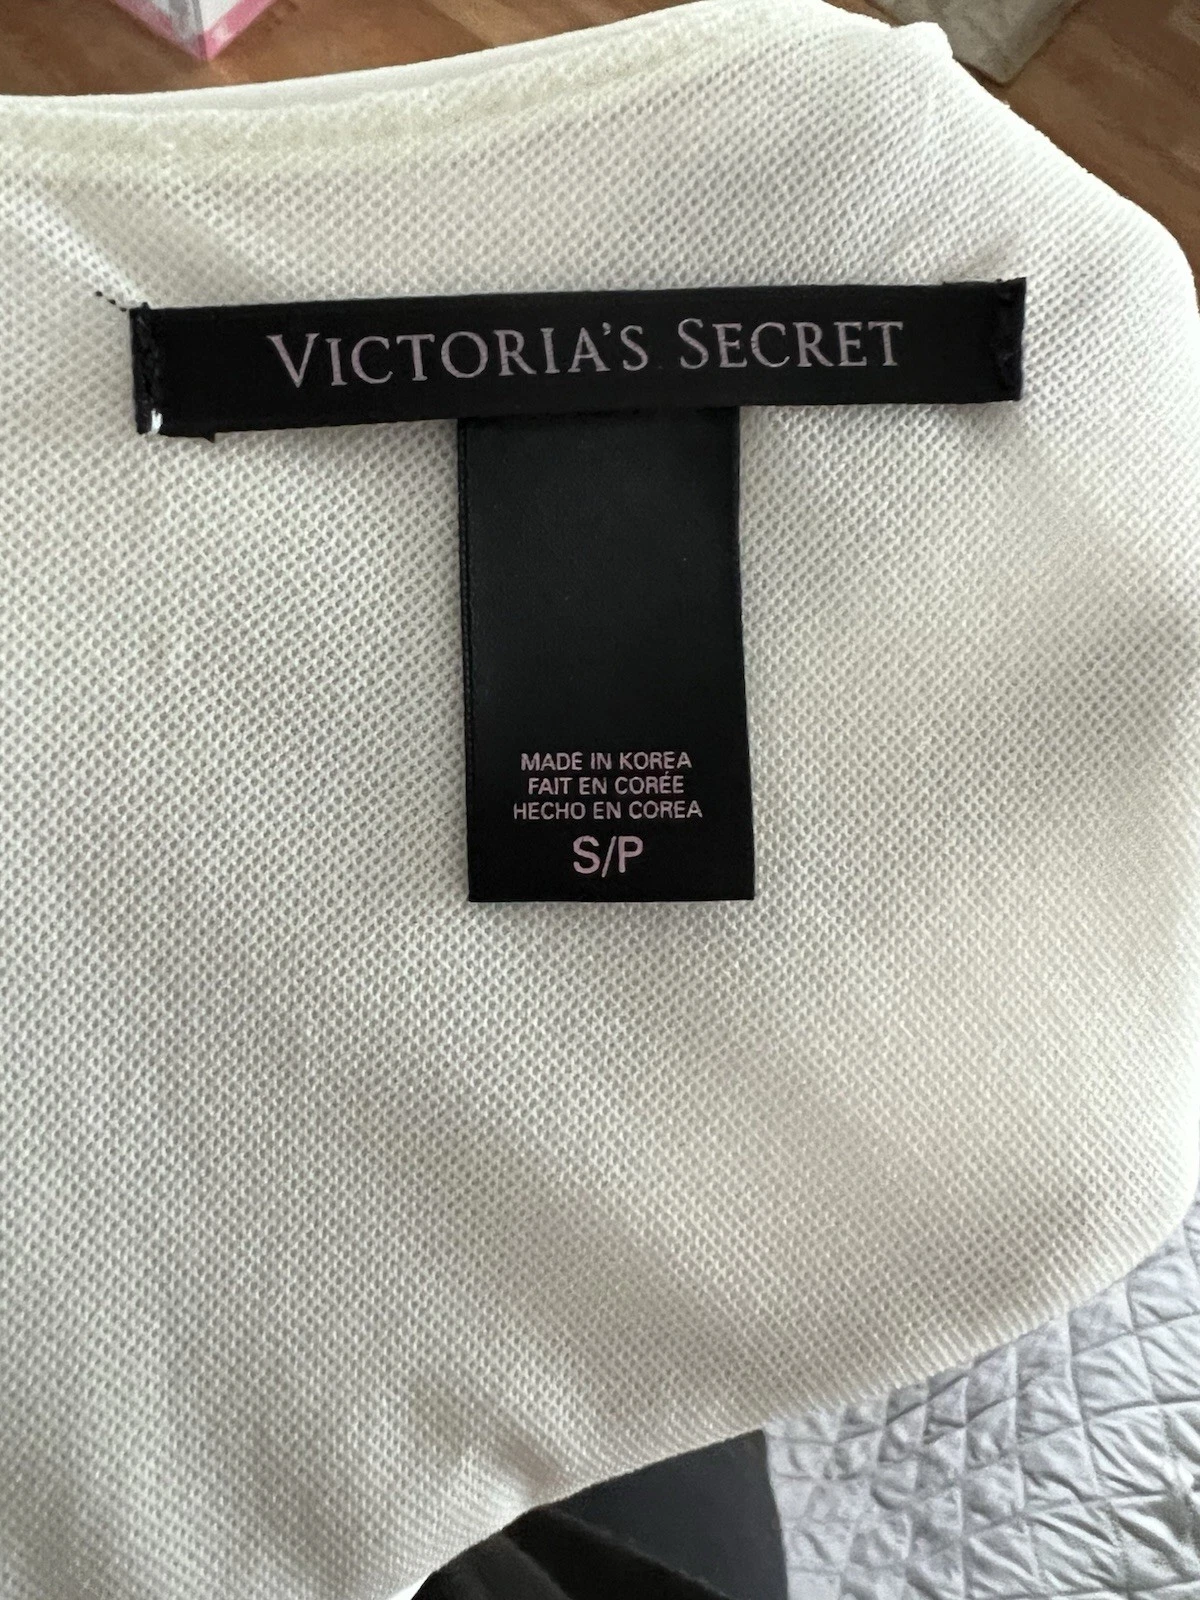 VICTORIA'S SECRET
MADE IN KOREA
FAIT EN CORÉE
HECHO EN COREA
S/P